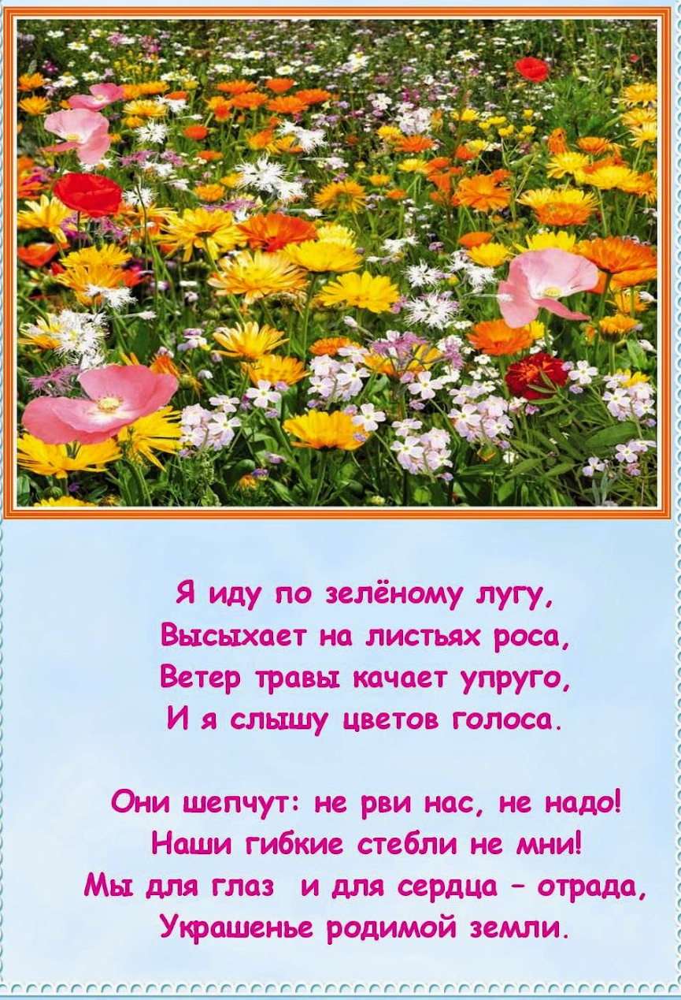 Я иду по зелёному лугу,
Высыхает на листьях роса,
Ветер травы качает упруго,
И я слышу цветов голоса.
Они шепчут: не рви нас, не надо!
Наши гибкие стебли не мни!
Мы для глаз и для сердца – отрада,
Украшенье родимой земли.